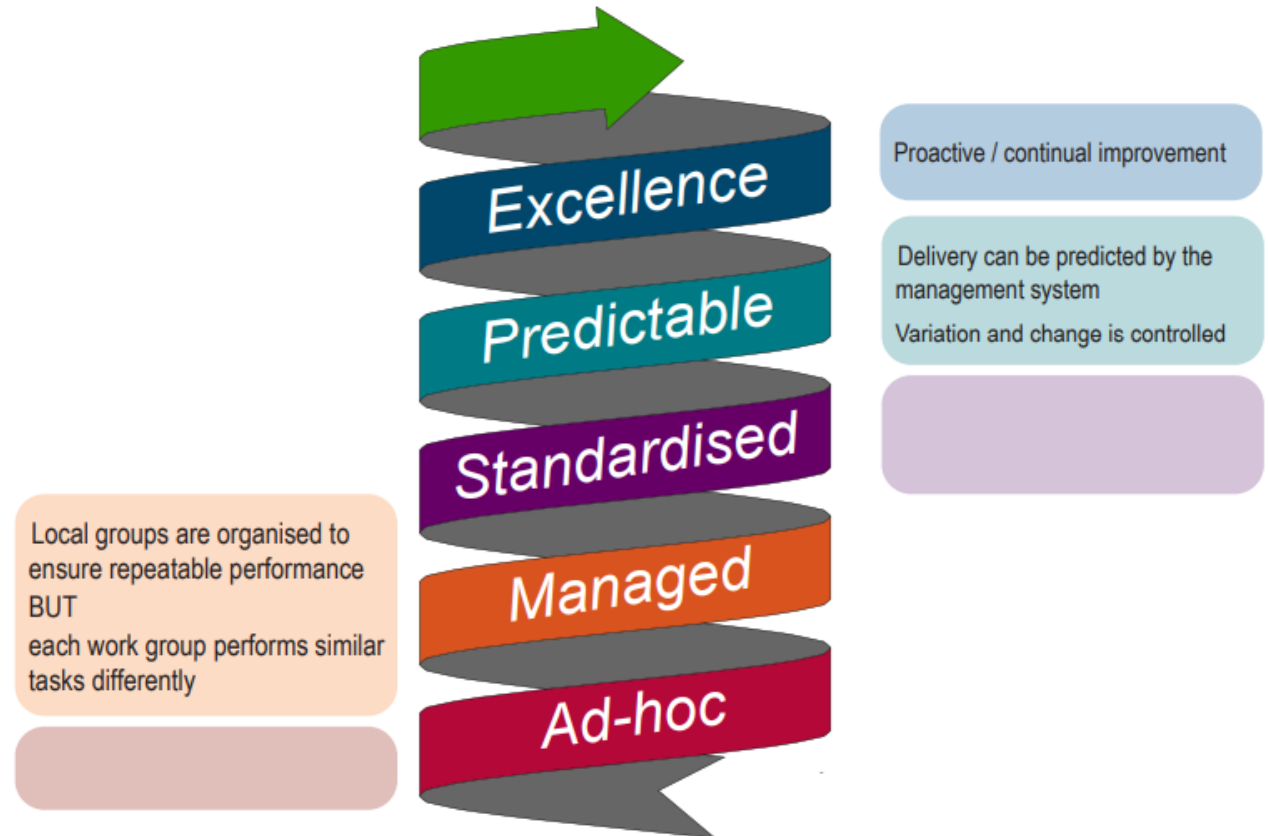 Excellence
Proactive / continual improvement
Predictable
Delivery can be predicted by the
management system
Variation and change is controlled
Standardised
Managed
Local groups are organised to
ensure repeatable performance
BUT
each work group performs similar
tasks differently
Ad-hoc